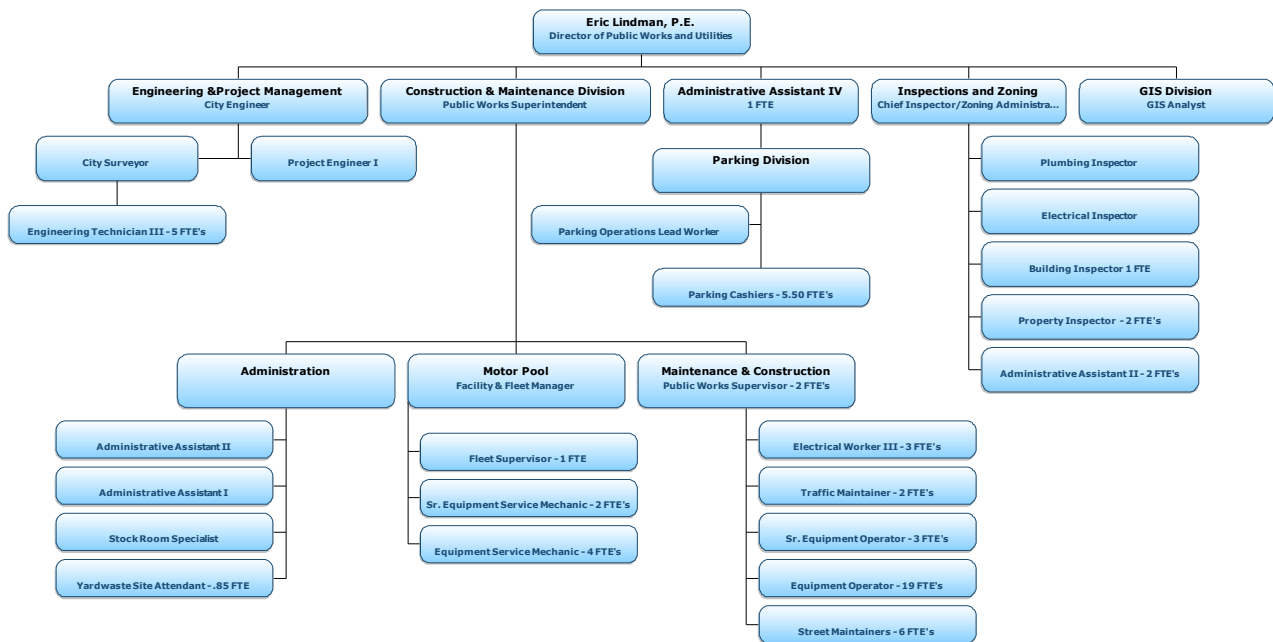 Eric Lindman, P.E.
Director of Public Works and Utilities
Engineering &Project Management
City Engineer
Construction & Maintenance Division
Public Works Superintendent
Administrative Assistant IV
1 FTE
Inspections and Zoning
Chief Inspector/Zoning Administra...
GIS Division
GIS Analyst
City Surveyor
Project Engineer I
Engineering Technician III - 5 FTE's
Parking Division
Parking Operations Lead Worker
Parking Cashiers - 5.50 FTE's
Plumbing Inspector
Electrical Inspector
Building Inspector 1 FTE
Property Inspector - 2 FTE's
Administrative Assistant II - 2 FTE's
Administration
Administrative Assistant II
Administrative Assistant I
Stock Room Specialist
Yardwaste Site Attendant - .85 FTE
Motor Pool
Facility & Fleet Manager
Fleet Supervisor - 1 FTE
Sr. Equipment Service Mechanic - 2 FTE's
Equipment Service Mechanic - 4 FTE's
Maintenance & Construction
Public Works Supervisor - 2 FTE's
Electrical Worker III - 3 FTE's
Traffic Maintainer - 2 FTE's
Sr. Equipment Operator - 3 FTE's
Equipment Operator - 19 FTE's
Street Maintainers - 6 FTE's